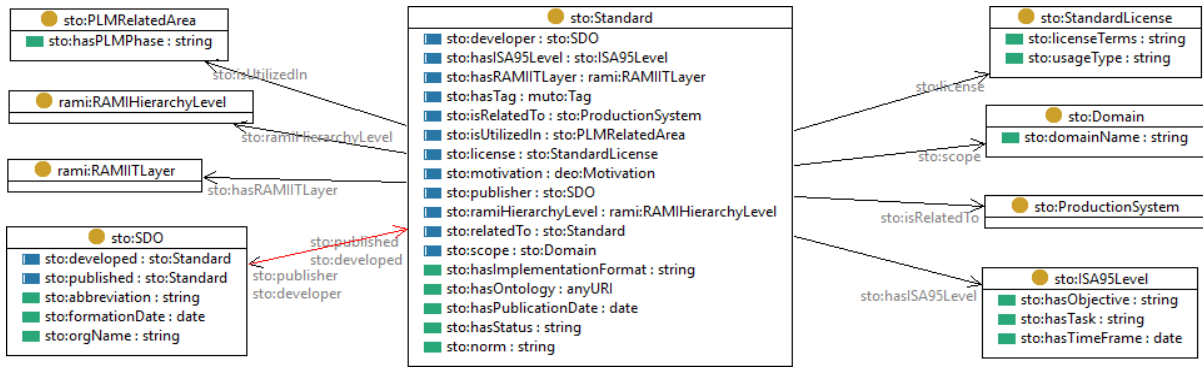 sto:PLMRelatedArea
sto:hasPLMPhase : string
sto:isUtilizedIn
rami:RAMIHierarchyLevel
sto:ramiHierarchyLevel
rami:RAMIITLayer
sto:hasRAMIITLayer
sto:SDO
sto:developed : sto:Standard
sto:published : sto:Standard
sto:abbreviation : string
sto:formationDate : date
sto:orgName : string
sto:published
sto:developed
sto:publisher
sto:developer
sto:Standard
sto:developer : sto:SDO
sto:hasISA95Level : sto:ISA95Level
sto:hasRAMIITLayer : rami:RAMIITLayer
sto:hasTag : muto:Tag
sto:isRelatedTo : sto:ProductionSystem
sto:isUtilizedIn : sto:PLMRelatedArea
sto:license : sto:StandardLicense
sto:motivation : deo:Motivation
sto:publisher : sto:SDO
sto:ramiHierarchyLevel : rami:RAMIHierarchyLevel
sto:relatedTo : sto:Standard
sto:scope : sto:Domain
sto:hasImplementationFormat : string
sto:hasOntology : anyURI
sto:hasPublicationDate : date
sto:hasStatus : string
sto:norm : string
sto:StandardLicense
sto:licenseTerms : string
sto:usageType : string
sto:license
sto:Domain
sto:domainName : string
sto:scope
sto:ProductionSystem
sto:isRelatedTo
sto:ISA95Level
sto:hasObjective : string
sto:hasTask : string
sto:hasTimeFrame : date
sto:hasISA95Level